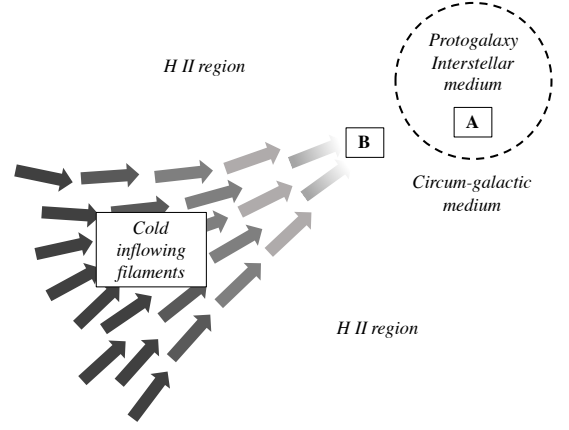 Protogalaxy
Interstellar
medium
H II region
A
B
Circum-galactic
medium
Cold
inflowing
filaments
H II region